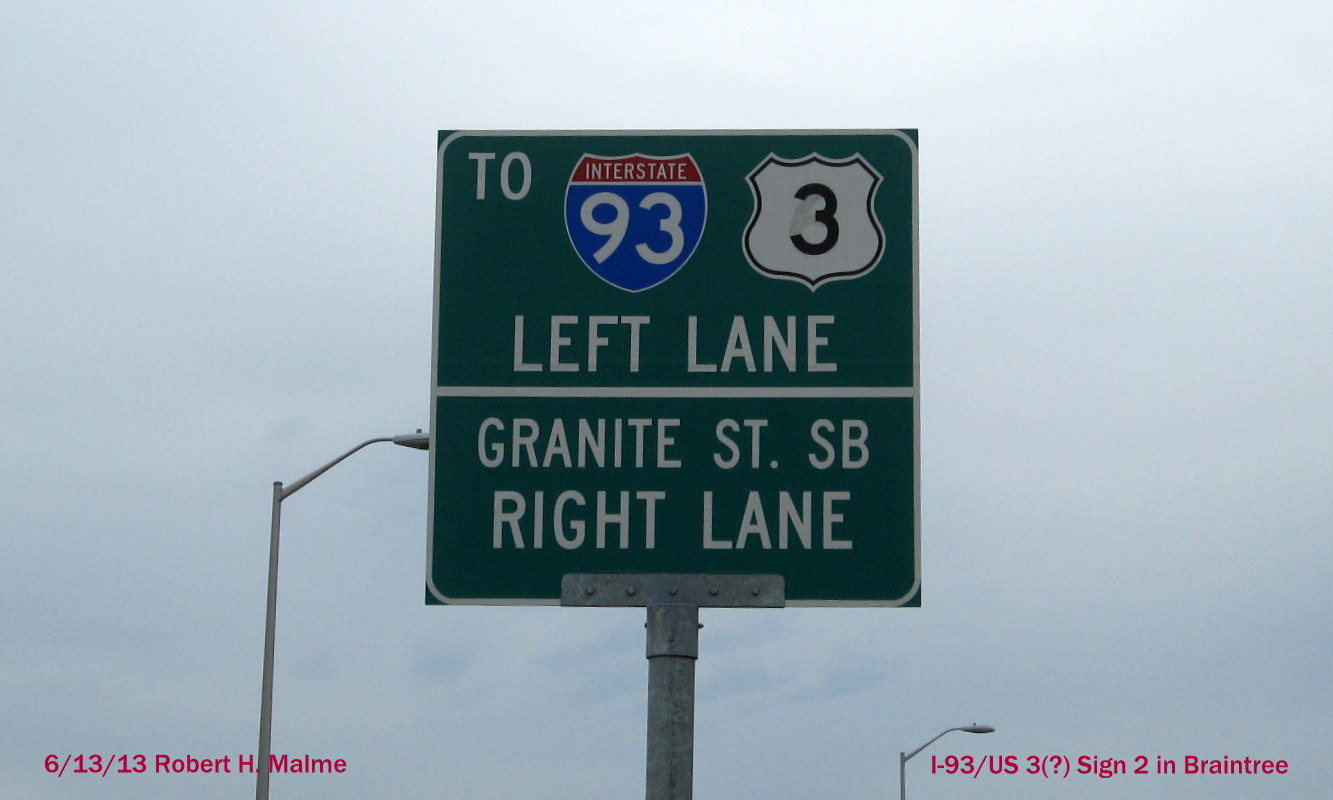 TO
INTERSTATE
93
3
LEFT LANE
GRANITE ST. SB
RIGHT LANE
6/13/13 Robert H. Malme
I-93/US 3(?) Sign 2 in Braintree